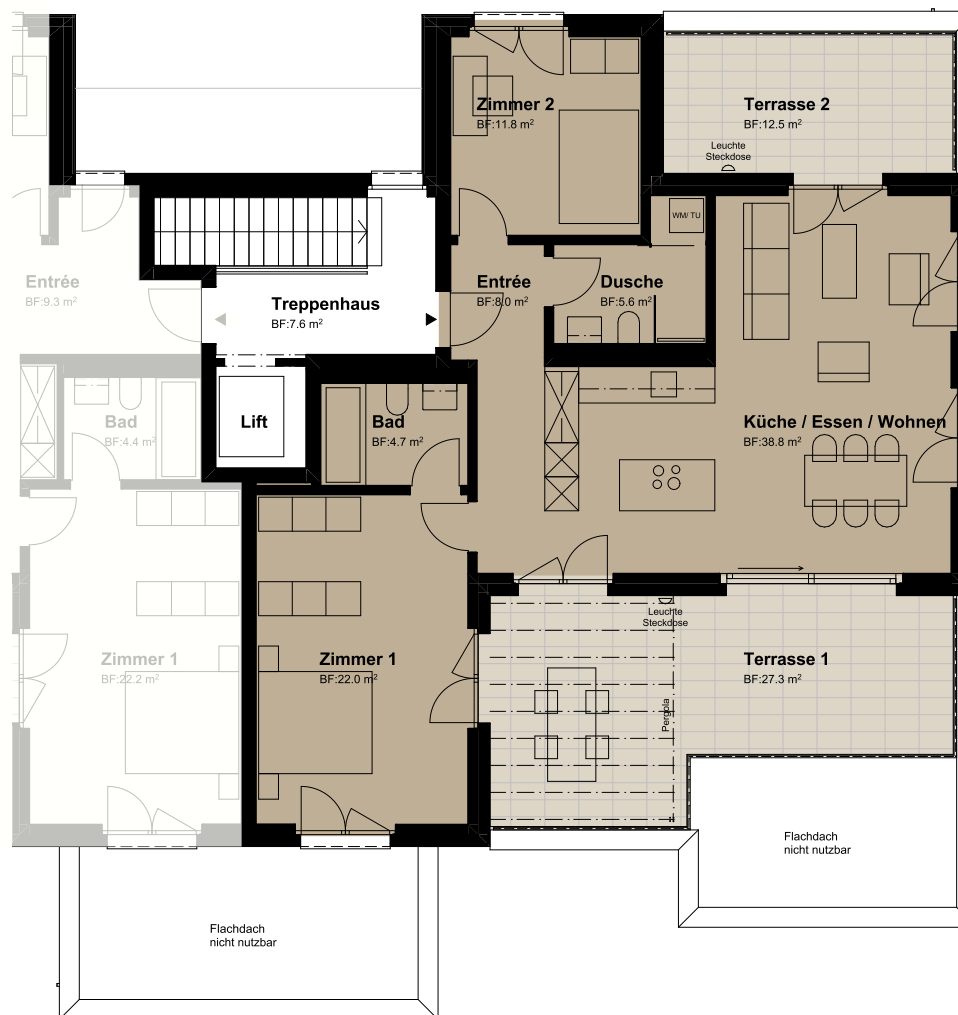 Zimmer 2
BF:11.8 m²
Terrasse 2
BF:12.5 m²
Leuchte
Steckdose
WM/ TU
Entrée
BF:9.3 m²
Treppenhaus
BF:7.6 m²
Entrée
BF:8.0 m²
Dusche
BF:5.6 m²
Bad
BF:4.4 m²
Lift
Bad
BF:4.7 m²
Küche / Essen / Wohnen
BF:38.8 m²
Leuchte
Steckdose
Zimmer 1
BF:22.2 m²
Zimmer 1
BF:22.0 m²
Terrasse 1
BF:27.3 m²
Pergola
Flachdach
nicht nutzbar
Flachdach
nicht nutzbar